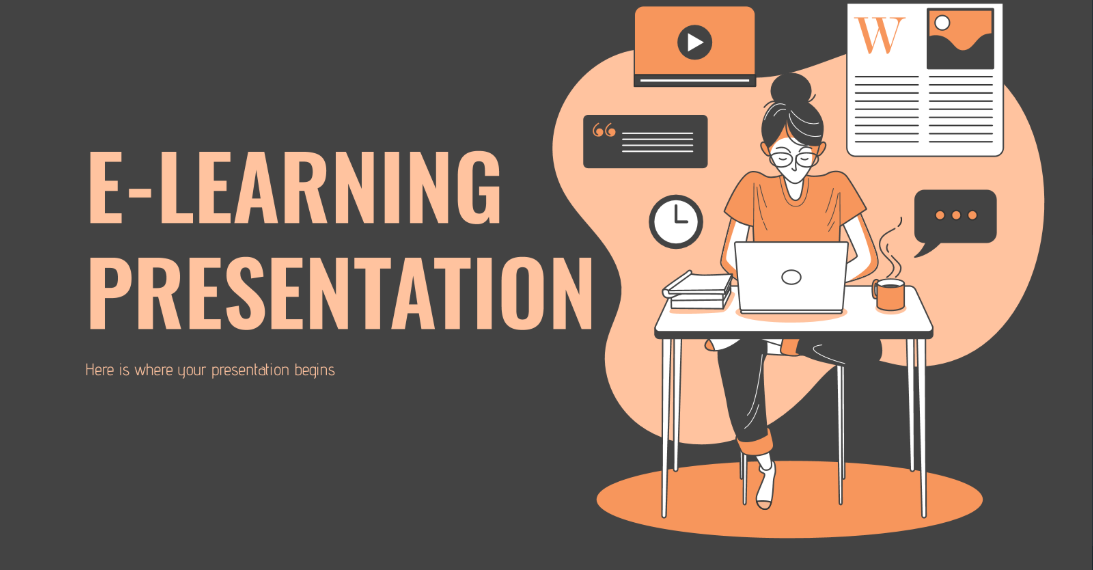 E-LEARNING
PRESENTATION
Here is where your presentation begins
W
“